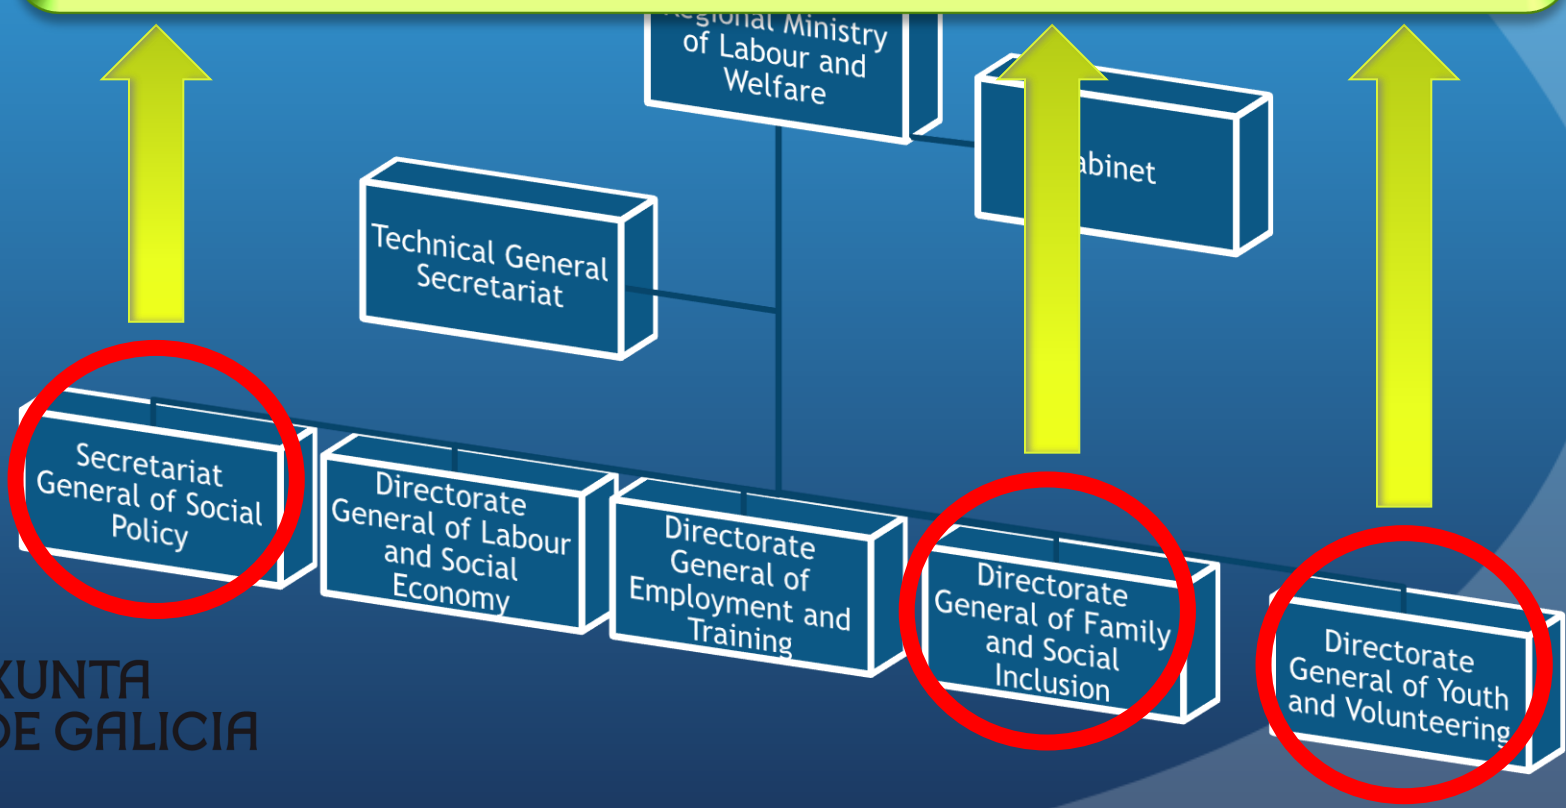 Regional Ministry
of Labour and
Welfare
abinet
Technical General
Secretariat
Secretariat
General of Social
Policy
Directorate
General of Labour
and Social
Economy
Directorate
General of
Employment and
Training
Directorate
General of Family
and Social
Inclusion
Directorate
General of Youth
and Volunteering
XUNTA
DE GALICIA